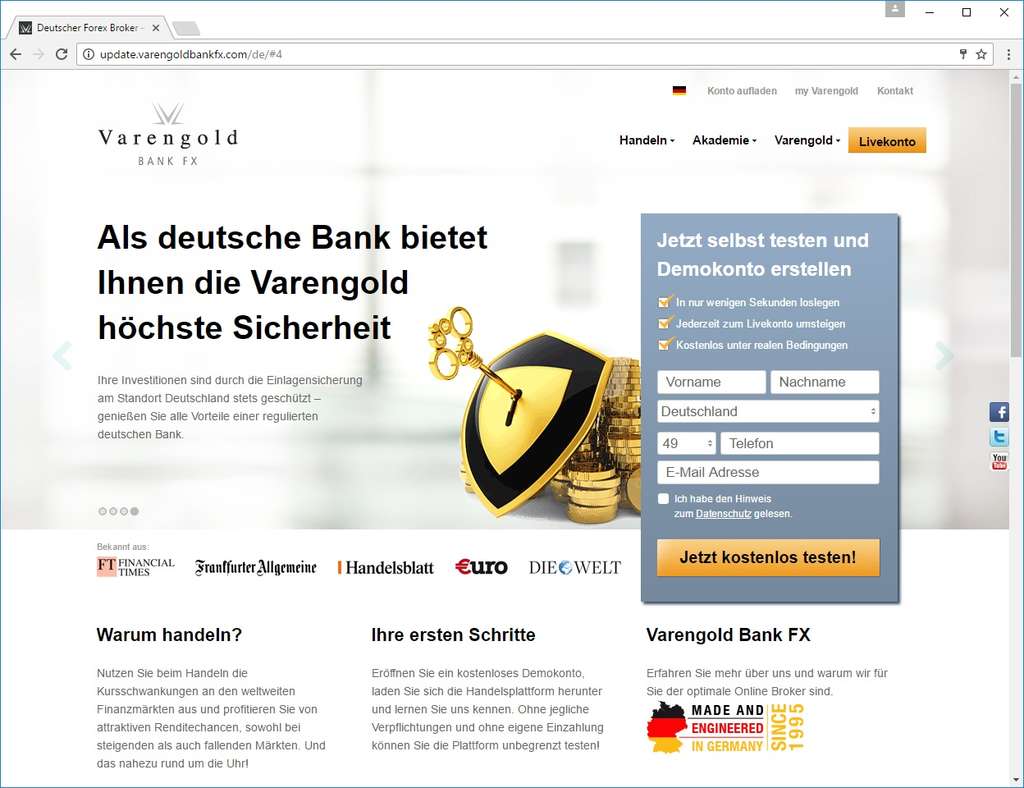 Deutscher Forex Broker -
update.varengoldbankfx.com/de/#4
Konto aufladen
my Varengold
Kontakt
Varengold
BANK FX
Handeln
Akademie
Varengold
Livekonto
Als deutsche Bank bietet
Ihnen die Varengold
höchste Sicherheit
Ihre Investitionen sind durch die Einlagensicherung
am Standort Deutschland stets geschützt –
genießen Sie alle Vorteile einer regulierten
deutschen Bank.
Jetzt selbst testen und
Demokonto erstellen
In nur wenigen Sekunden loslegen
Jederzeit zum Livekonto umsteigen
Kostenlos unter realen Bedingungen
Vorname
Nachname
Deutschland
49
Telefon
E-Mail Adresse
Ich habe den Hinweis
zum Datenschutz gelesen.
Jetzt kostenlos testen!
You
Tube
Bekannt aus:
FT FINANCIAL
TIMES
Frankfurter Allgemeine
Handelsblatt
€uro
DIE WELT
Warum handeln?
Nutzen Sie beim Handeln die
Kursschwankungen an den weltweiten
Finanzmärkten aus und profitieren Sie von
attraktiven Renditechancen, sowohl bei
steigenden als auch fallenden Märkten. Und
das nahezu rund um die Uhr!
Ihre ersten Schritte
Eröffnen Sie ein kostenloses Demokonto,
laden Sie sich die Handelsplattform herunter
und lernen Sie uns kennen. Ohne jegliche
Verpflichtungen und ohne eigene Einzahlung
können Sie die Plattform unbegrenzt testen!
Varengold Bank FX
Erfahren Sie mehr über uns und warum wir für
Sie der optimale Online Broker sind.
MADE AND
ENGINEERED
IN GERMANY
SINCE
1995